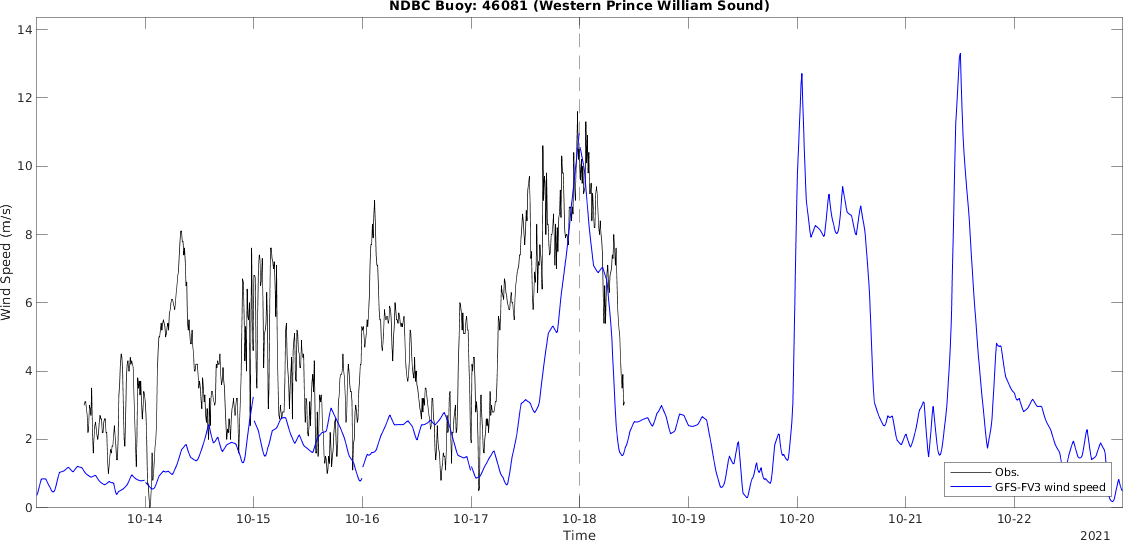 NDBC Buoy: 46081 (Western Prince William Sound)
14
12
10
8
6
4
2
0
Wind Speed (m/s)
Obs.
GFS-FV3 wind speed
10-14 10-15 10-16 10-17 10-18 10-19 10-20 10-21 10-22
Time
2021